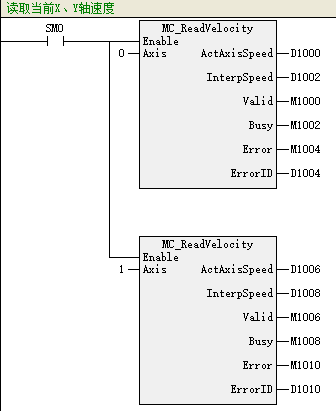 读取当前X、Y轴速度
SM0
MC_ReadVelocity
Enable
0 Axis ActAxisSpeed D1000
InterpSpeed D1002
Valid M1000
Busy M1002
Error M1004
ErrorID D1004
MC_ReadVelocity
Enable
1 Axis ActAxisSpeed D1006
InterpSpeed D1008
Valid M1006
Busy M1008
Error M1010
ErrorID D1010